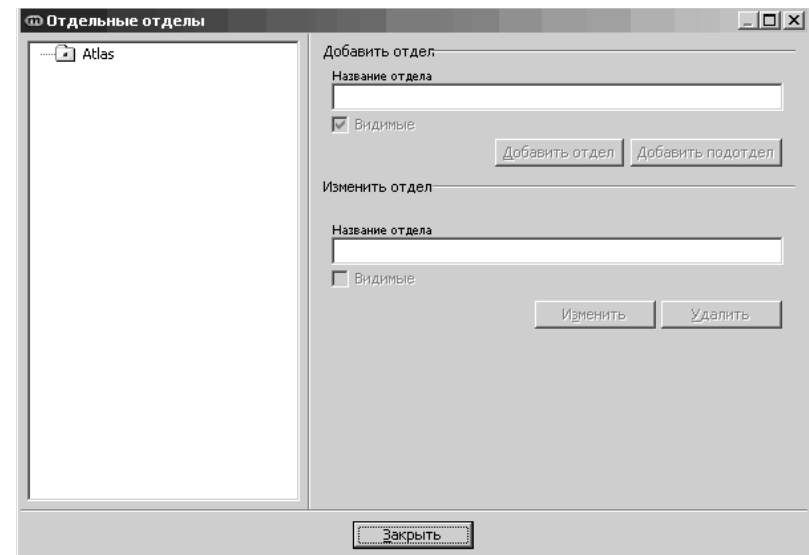 Отдельные отделы
Atlas
Добавить отдел
Название отдела
Видимые
Добавить отдел
Добавить подотдел
Изменить отдел
Название отдела
Видимые
Изменить
Удалить
Закрыть